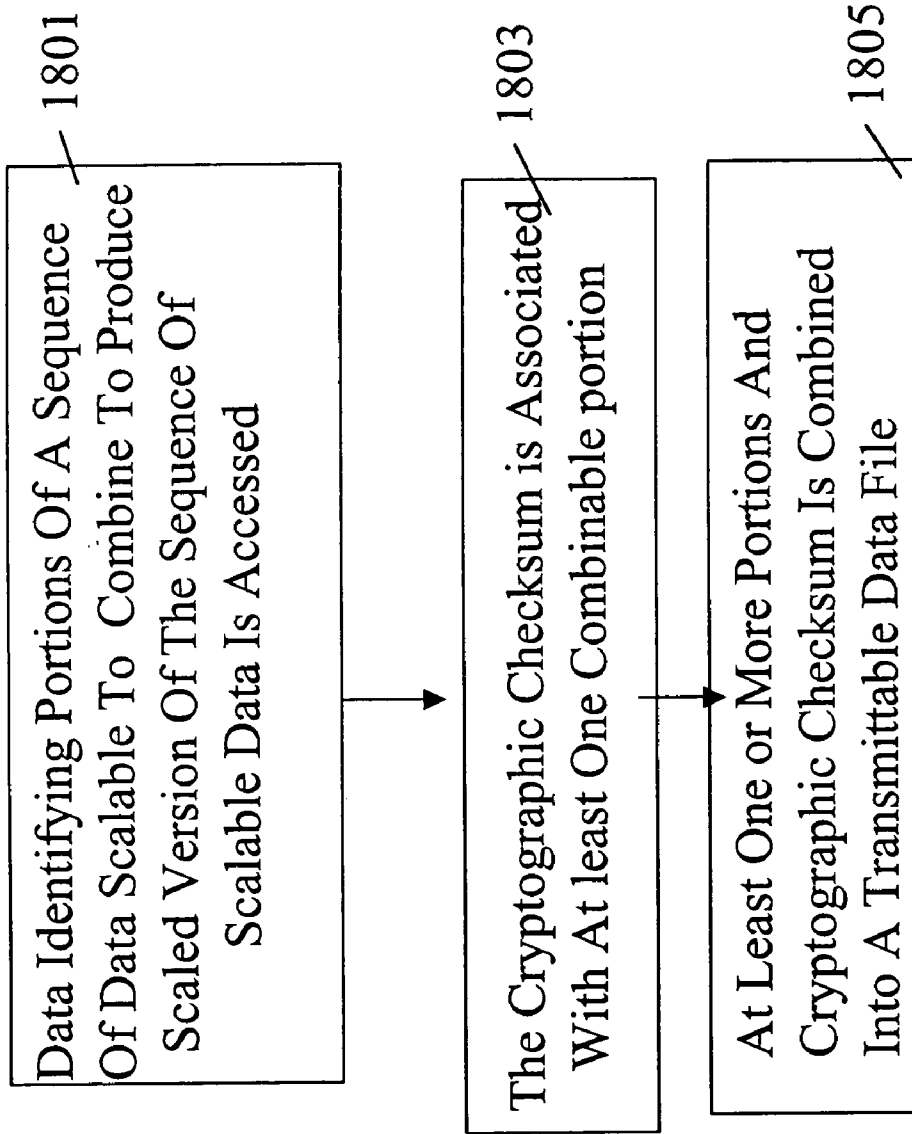 Data Identifying Portions Of A Sequence
Of Data Scalable To Combine To Produce
Scaled Version Of The Sequence Of
Scalable Data Is Accessed
1801
The Cryptographic Checksum is Associated
With At least One Combinable portion
1803
At Least One or More Portions And
Cryptographic Checksum Is Combined
Into A Transmittable Data File
1805